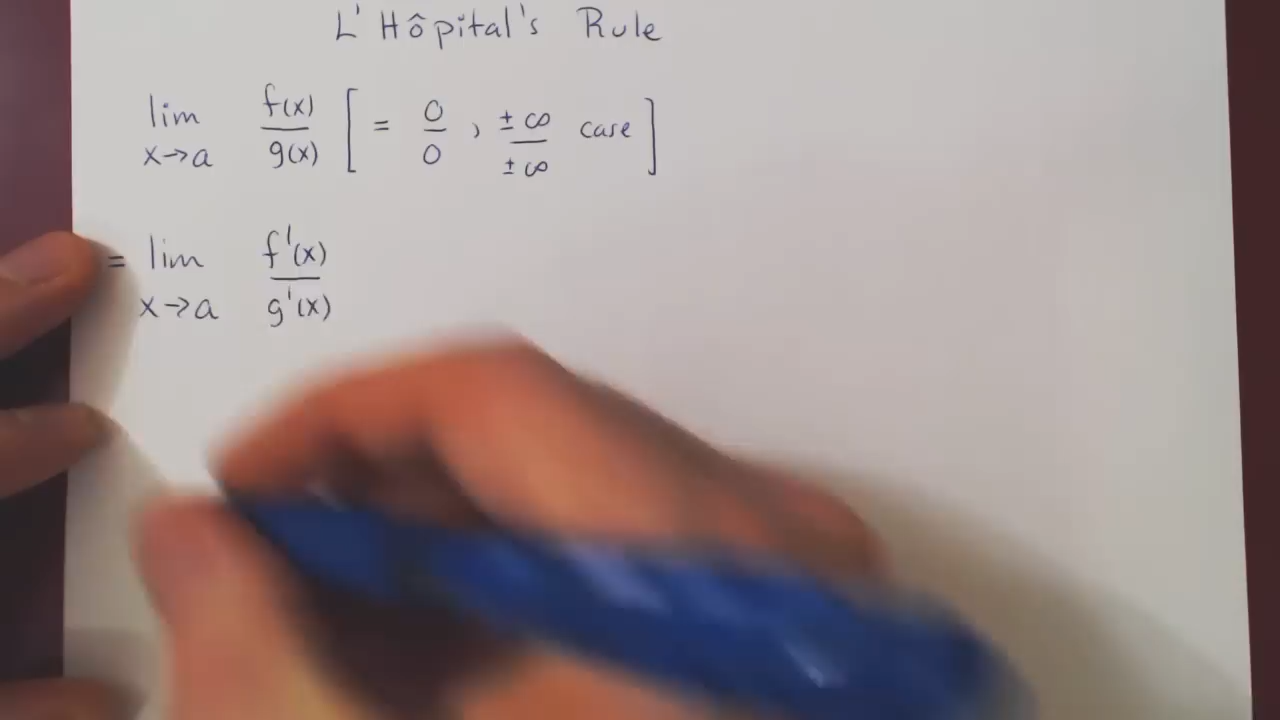 L'Hôpital's Rule
lim x→a f(x)/g(x) [ = 0/0 , ±∞/±∞ case ]
= lim x→a f'(x)/g'(x)